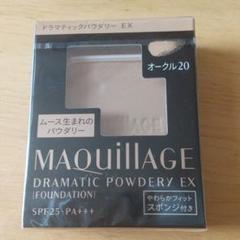 ドラマティックパウダリー EX
オークル20
ムース生まれの
パウダリー
MAQuillAGE
DRAMATIC POWDERY EX
[FOUNDATION]
SPF25・PA+++
やわらかフィット
スポンジ付き